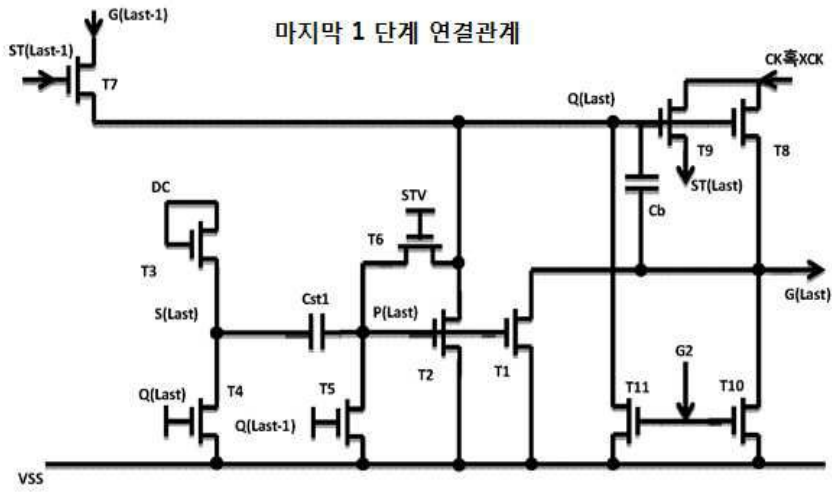 마지막 1 단계 연결관계
G(Last-1)
ST(Last-1)
T7
CK혹XCK
Q(Last)
T9
T8
ST(Last)
Cb
DC
STV
T6
T3
Cst1
S(Last)
P(Last)
G(Last)
T2
T1
G2
Q(Last)
T4
Q(Last-1)
T5
T11
T10
VSS